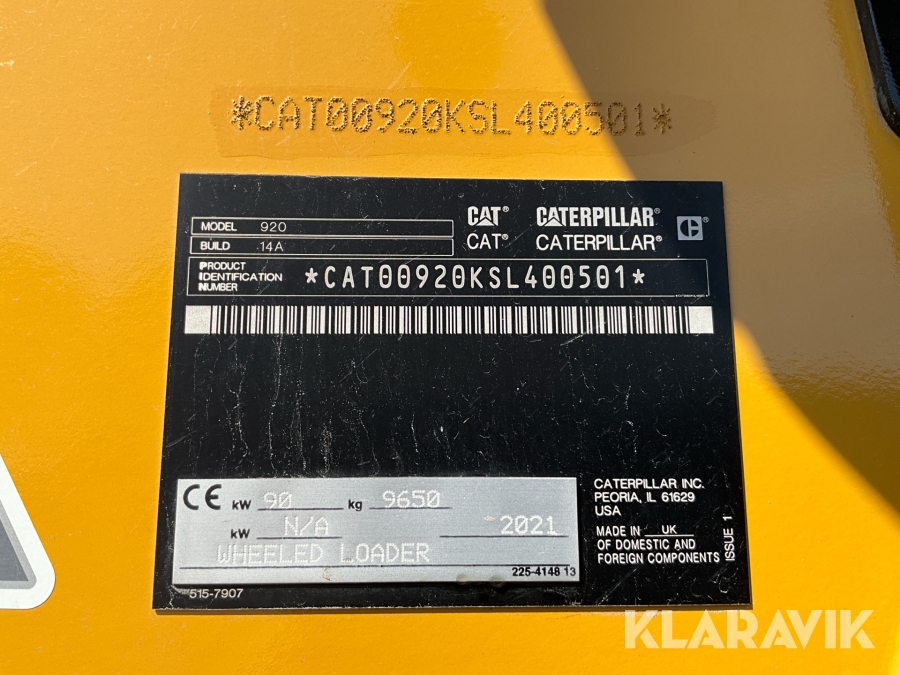 *CAT00920KSL400501*
CAT® CATERPILLAR®
CAT® CATERPILLAR®
C®
MODEL 920
BUILD 14A
PRODUCT
IDENTIFICATION
NUMBER
*CAT00920KSL400501*
CE kW 90 kg 9650
kW N/A 2021
WHEELED LOADER
225-4148 13
515-7907
CATERPILLAR INC.
PEORIA, IL 61629
USA
MADE IN UK
OF DOMESTIC AND
FOREIGN COMPONENTS
ISSUE 1
KLARAVIK